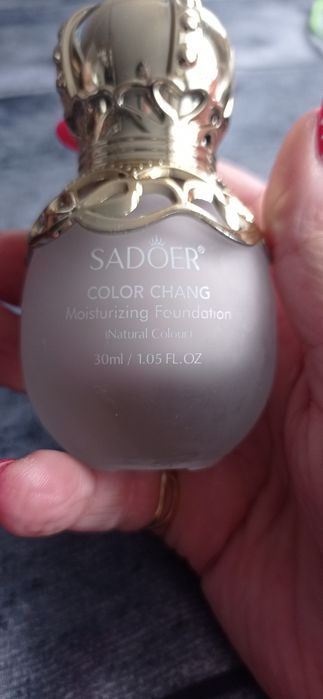 SADOER®
COLOR CHANG
Moisturizing Foundation
(Natural Colour)
30ml / 1.05 FL.OZ